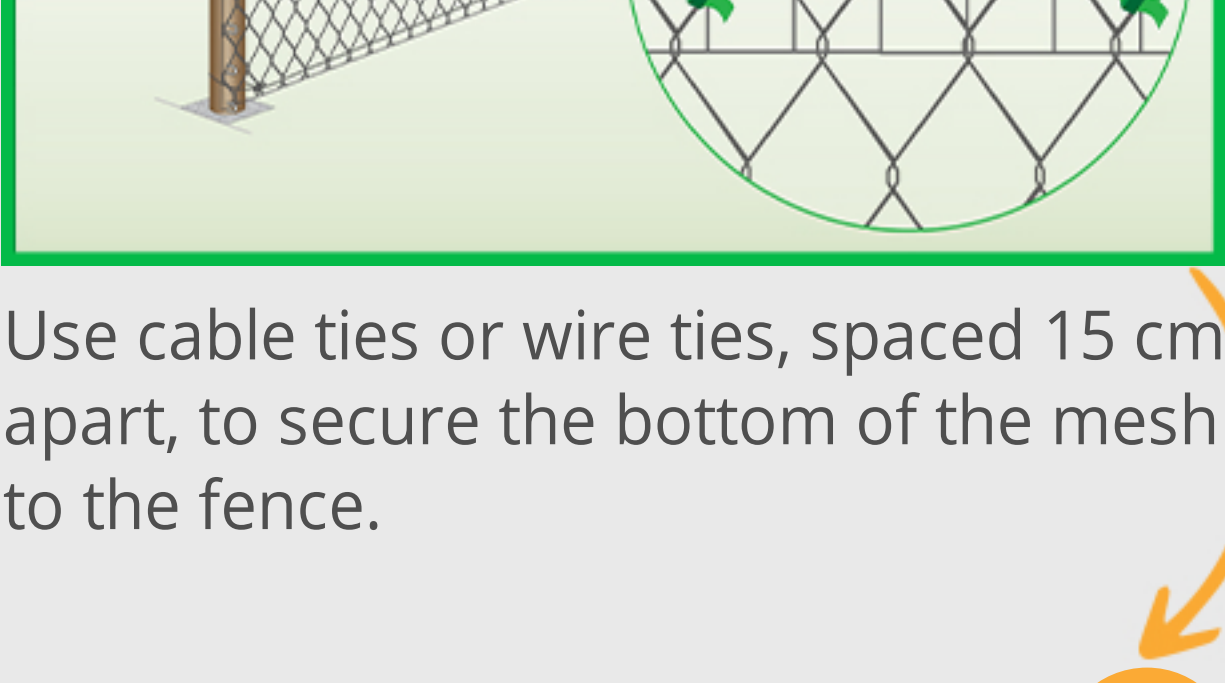 Use cable ties or wire ties, spaced 15 cm
apart, to secure the bottom of the mesh
to the fence.